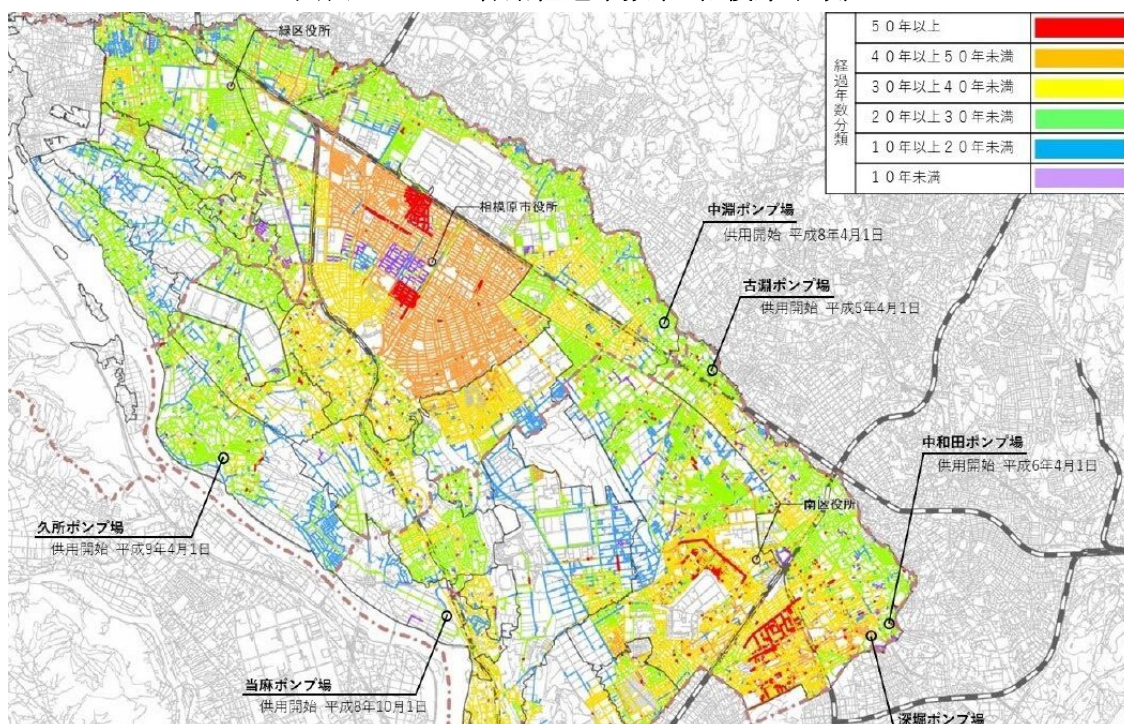 緑区役所
相模原市役所
経過年数分類
50年以上
40年以上50年未満
30年以上40年未満
20年以上30年未満
10年以上20年未満
10年未満
中淵ポンプ場
供用開始 平成8年4月1日
古淵ポンプ場
供用開始 平成5年4月1日
中和田ポンプ場
供用開始 平成6年4月1日
南区役所
久所ポンプ場
供用開始 平成9年4月1日
当麻ポンプ場
供用開始 平成8年10月1日
深堀ポンプ場